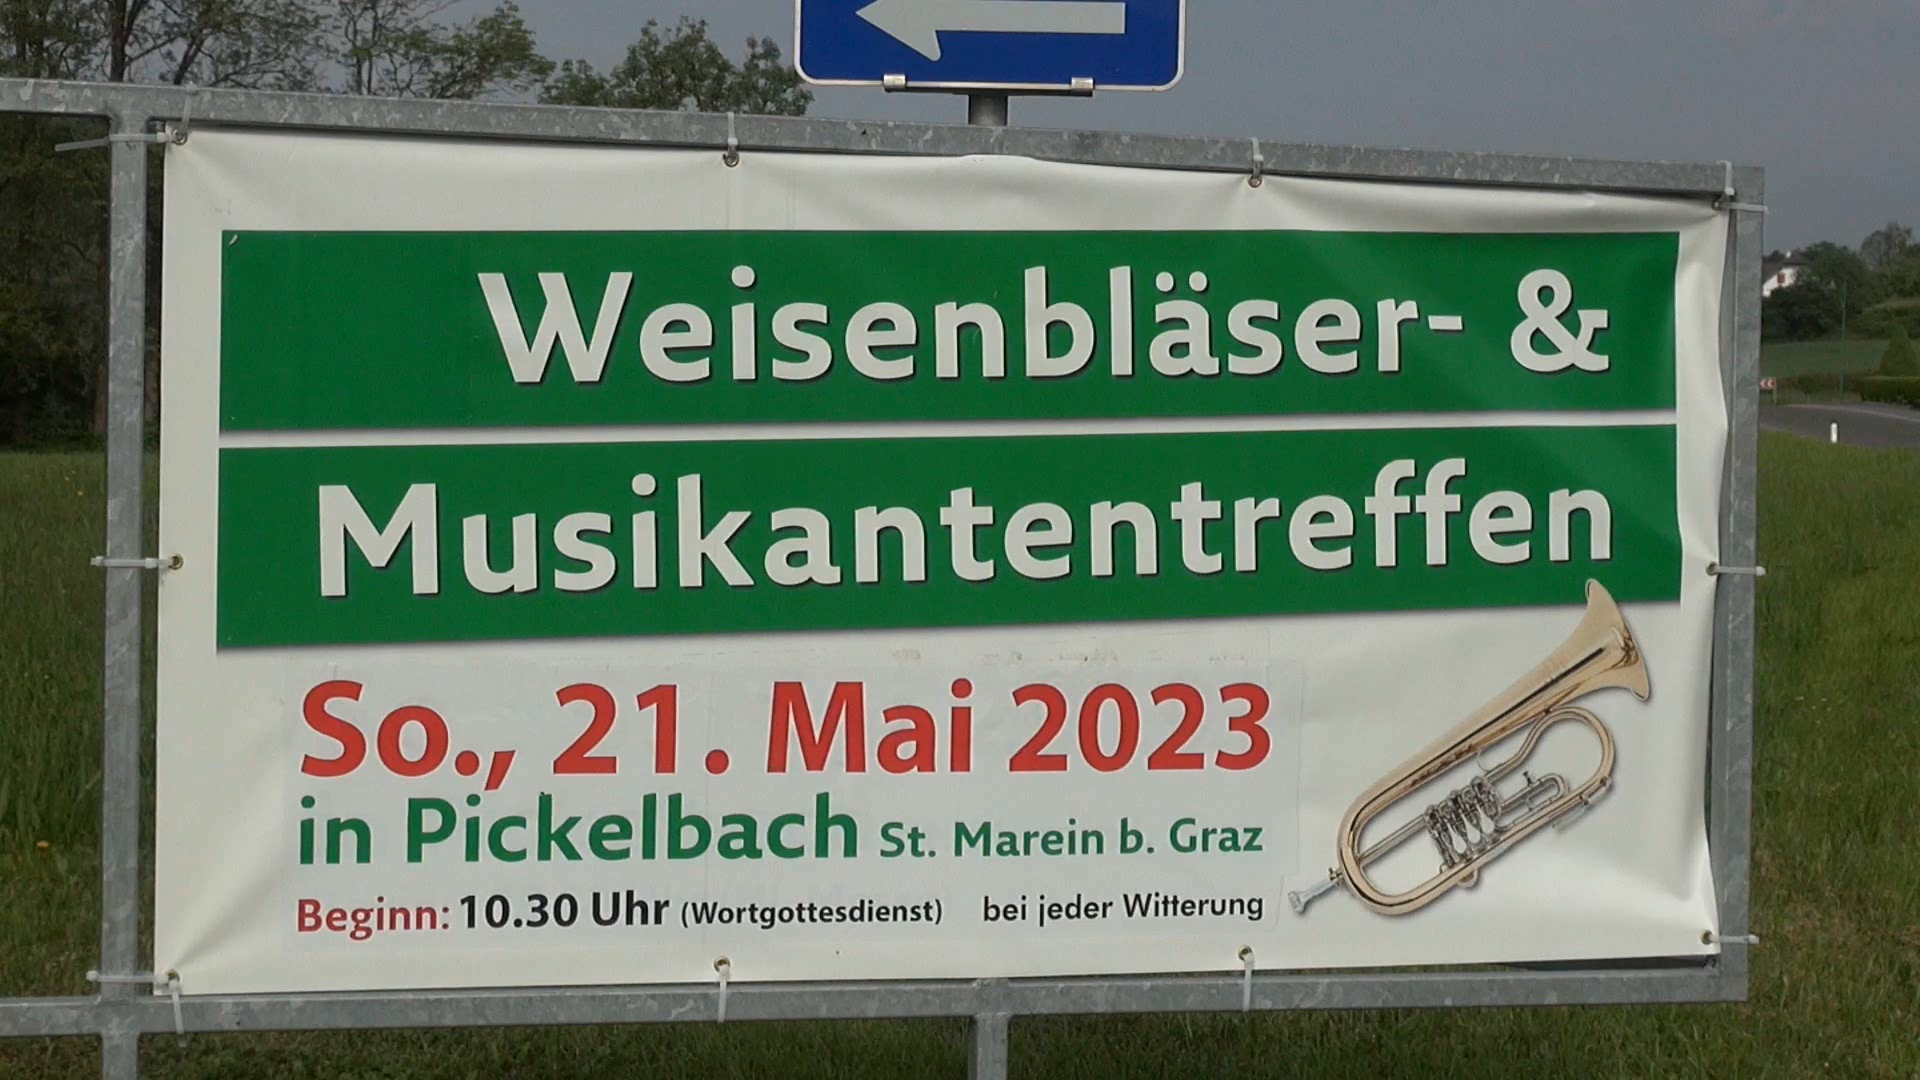 Weisenbläser- &
Musikantentreffen
So., 21. Mai 2023
in Pickelbach St. Marein b. Graz
Beginn: 10.30 Uhr (Wortgottesdienst) bei jeder Witterung